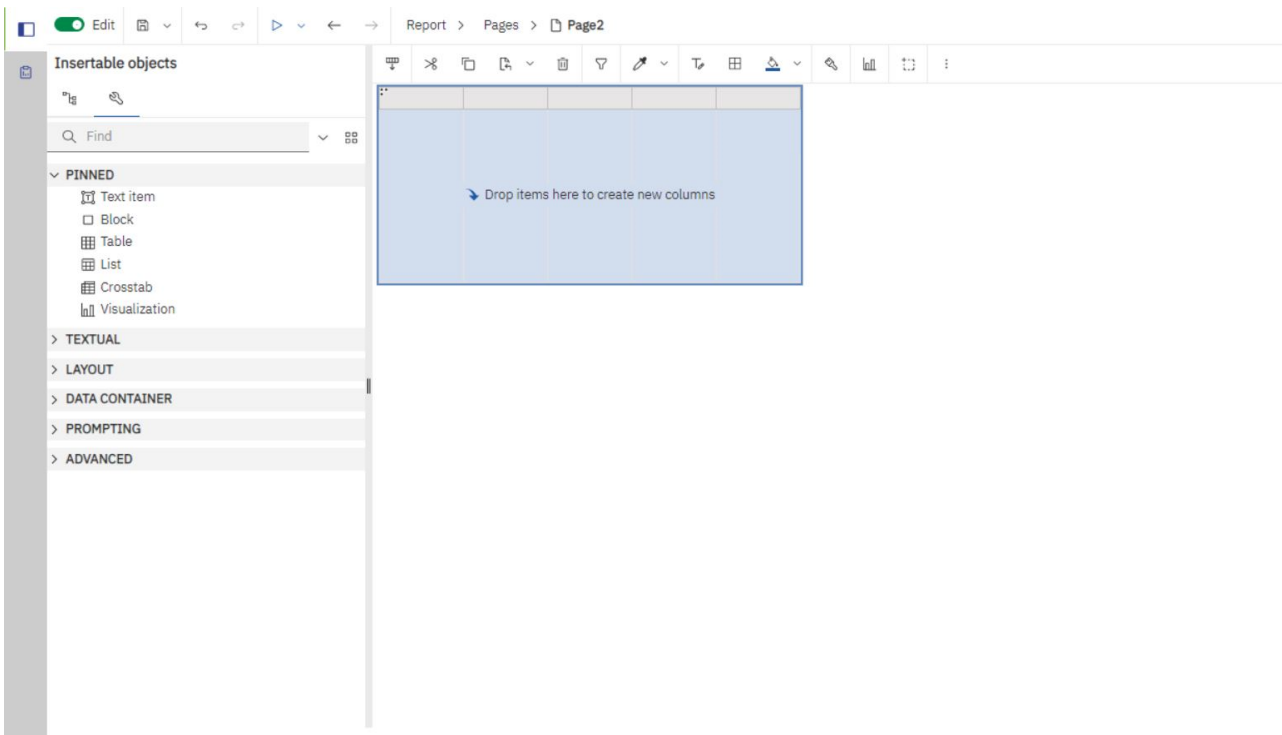 Edit
Report > Pages > Page2
Insertable objects
Find
PINNED
Text item
Block
Table
List
Crosstab
Visualization
TEXTUAL
LAYOUT
DATA CONTAINER
PROMPTING
ADVANCED
Drop items here to create new columns